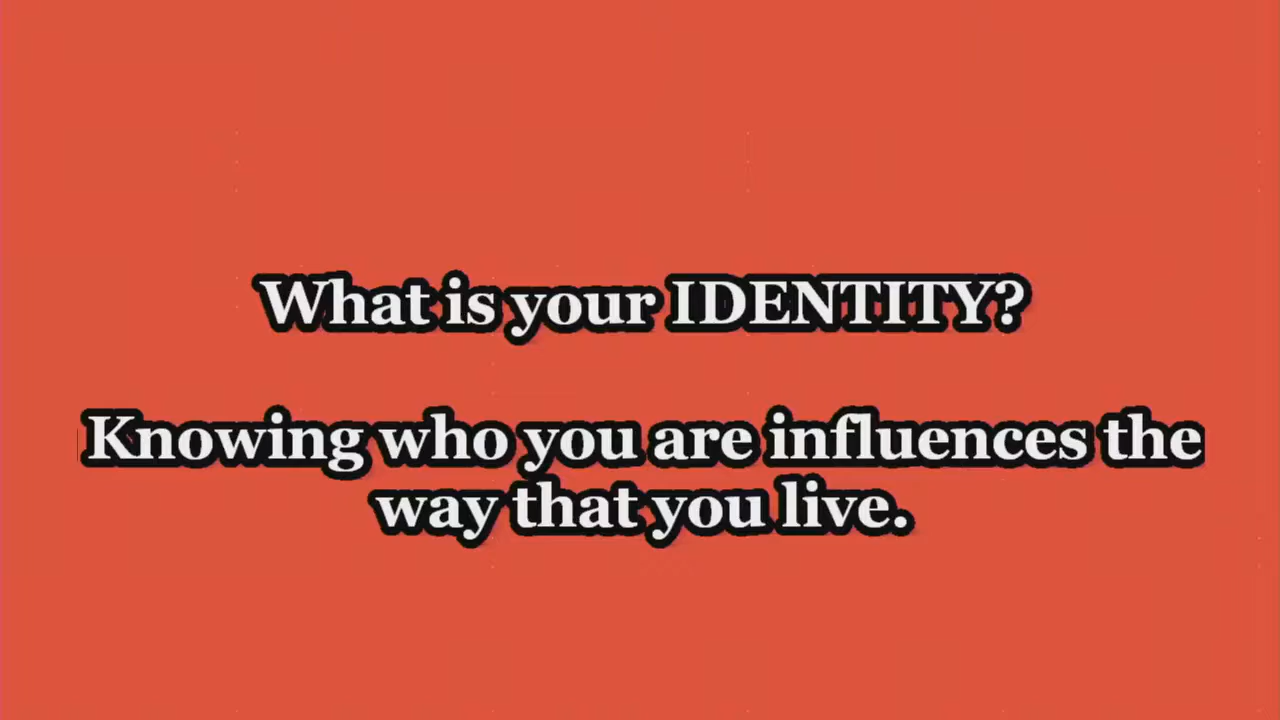 What is your IDENTITY?
Knowing who you are influences the
way that you live.